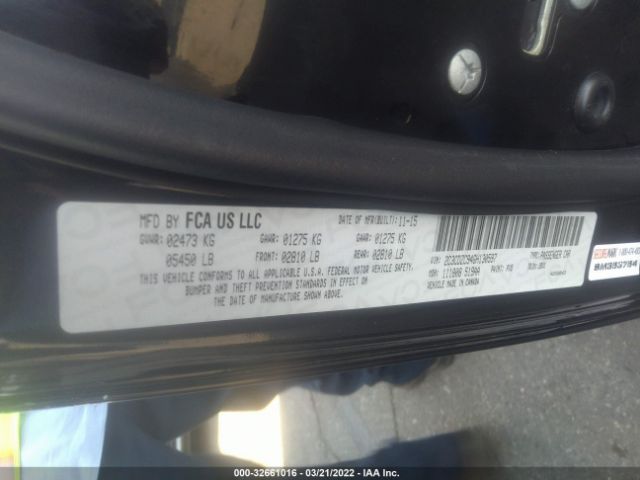 MFD BY FCA US LLC
DATE OF MFR(BUILT): 11-15
GVWR: 02473 KG GAWR: 01275 KG GAWR: 01275 KG
05450 LB FRONT: 02810 LB REAR: 02810 LB
THIS VEHICLE CONFORMS TO ALL APPLICABLE U.S.A. FEDERAL MOTOR VEHICLE SAFETY,
BUMPER AND THEFT PREVENTION STANDARDS IN EFFECT ON
THE DATE OF MANUFACTURE SHOWN ABOVE.
TYPE: PASSENGER CAR
MADE IN CANADA
000-32661016 - 03/21/2022 - IAA Inc.